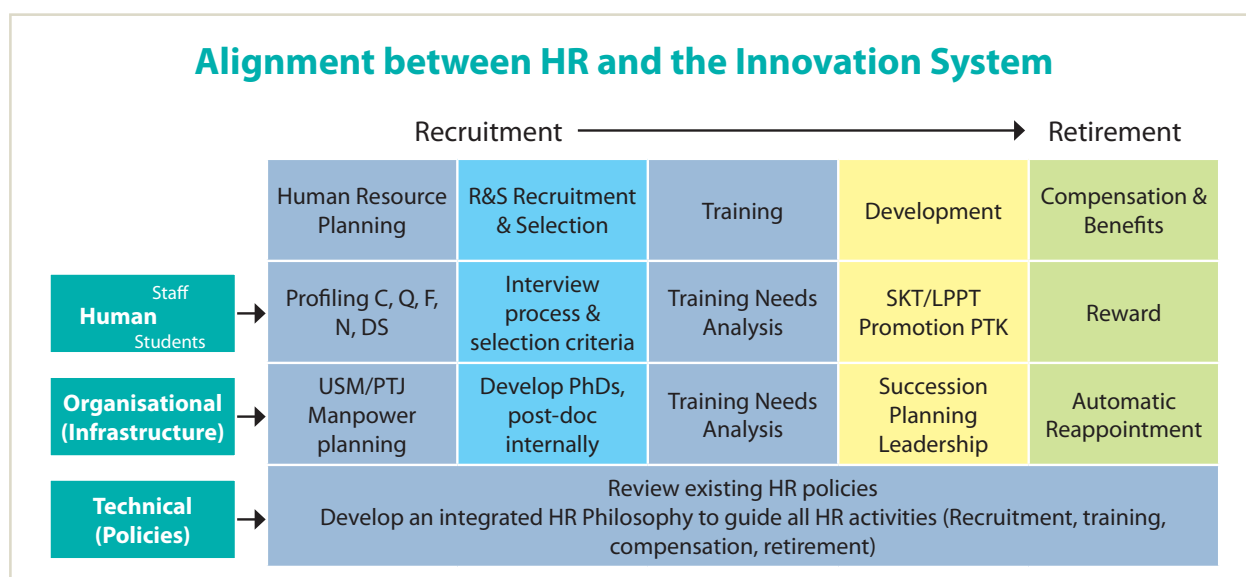 Alignment between HR and the Innovation System
Recruitment
Retirement
Human Resource
Planning
R&S Recruitment
& Selection
Training
Development
Compensation &
Benefits
Staff
Human
Students
Profiling C, Q, F,
N, DS
Interview
process &
selection criteria
Training Needs
Analysis
SKT/LPPT
Promotion PTK
Reward
Organisational
(Infrastructure)
USM/PTJ
Manpower
planning
Develop PhDs,
post-doc
internally
Training Needs
Analysis
Succession
Planning
Leadership
Automatic
Reappointment
Technical
(Policies)
Review existing HR policies
Develop an integrated HR Philosophy to guide all HR activities (Recruitment, training,
compensation, retirement)